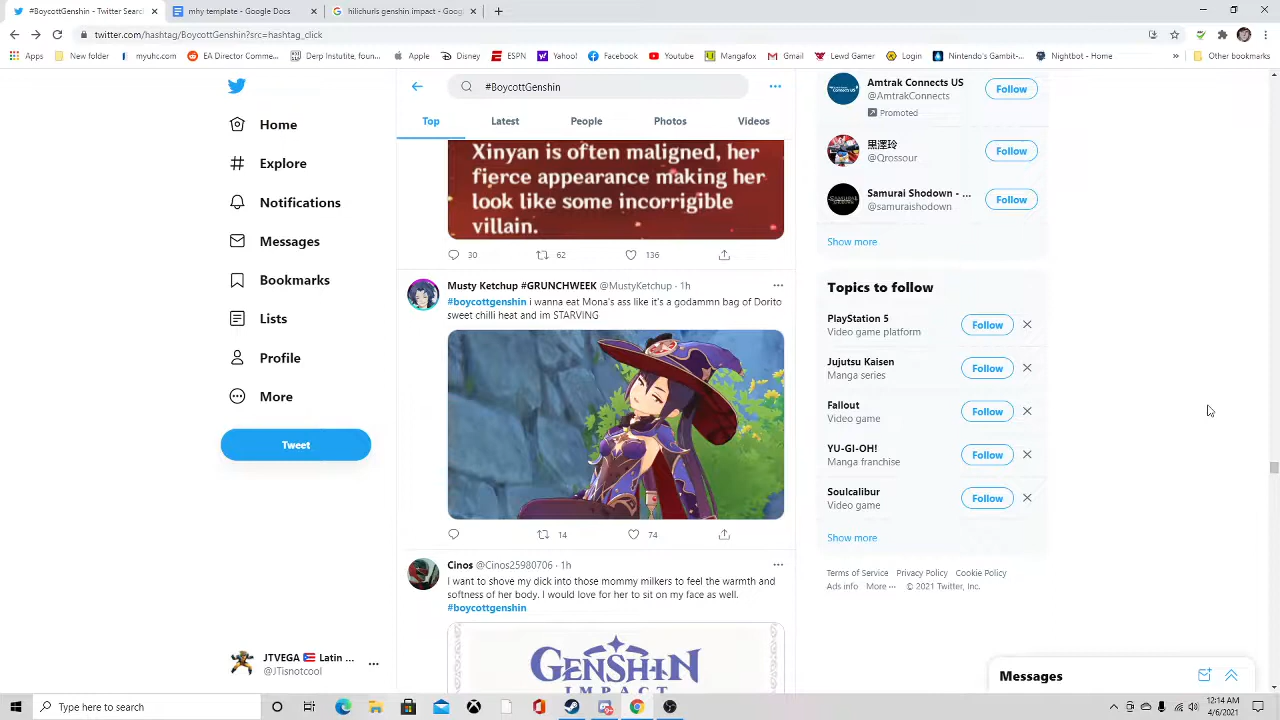 #BoycottGenshin - Twitter Searc
mhy template - Google Docs
hilichurls genshin impact - Goog
twitter.com/hashtag/BoycottGenshin?src=hashtag_click
Apps
New folder
myuhc.com
EA Director Comme...
Derp Institute, foun...
Apple
Disney
ESPN
Yahoo!
Facebook
Youtube
Mangafox
Gmail
Lewd Gamer
Login
Nintendo's Gambit-...
Nightbot - Home
Other bookmarks
Home
Explore
Notifications
Messages
Bookmarks
Lists
Profile
More
Tweet
JTVEGA 🇵🇷 Latin ...
@JTisnotcool
#BoycottGenshin
Top
Latest
People
Photos
Videos
Xinyan is often maligned, her
fierce appearance making her
look like some incorrigible
villain.
30
62
136
Musty Ketchup #GRUNCHWEEK @MustyKetchup · 1h
#boycottgenshin i wanna eat Mona's ass like it's a godamnn bag of Dorito
sweet chilli heat and im STARVING
14
74
Cinos @Cinos25980706 · 1h
I want to shove my dick into those mommy milkers to feel the warmth and
softness of her body. I would love for her to sit on my face as well.
#boycottgenshin
GENSHIN
IMPACT
Amtrak Connects US
@AmtrakConnects
Promoted
Follow
黒澤玲
@Qrossour
Follow
Samurai Shodown - ...
@samuraishodown
Follow
Show more
Topics to follow
PlayStation 5
Video game platform
Follow
Jujutsu Kaisen
Manga series
Follow
Fallout
Video game
Follow
YU-GI-OH!
Manga franchise
Follow
Soulcalibur
Video game
Follow
Show more
Terms of Service Privacy Policy Cookie Policy
Ads info More ··· © 2021 Twitter, Inc.
Messages
Type here to search
12:14 AM
4/6/2021